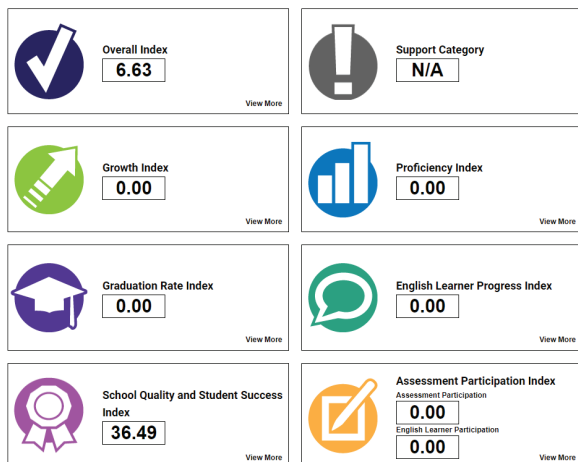 Overall Index
6.63
View More
Support Category
N/A
Growth Index
0.00
View More
Proficiency Index
0.00
View More
Graduation Rate Index
0.00
View More
English Learner Progress Index
0.00
View More
School Quality and Student Success
Index
36.49
View More
Assessment Participation Index
Assessment Participation
0.00
English Learner Participation
0.00
View More